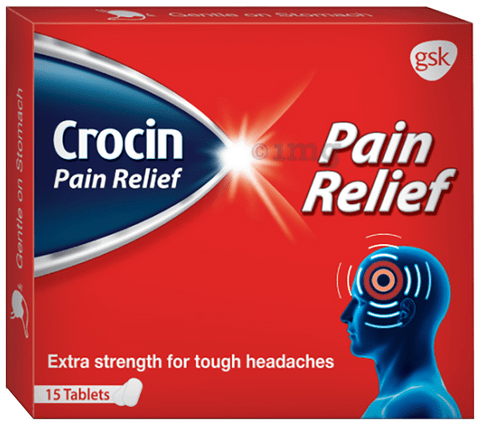 Gentle on Stomach
gsk
Crocin
Pain Relief
Pain
Relief
© 1mg
Extra strength for tough headaches
15 Tablets
Gentle on Stomach